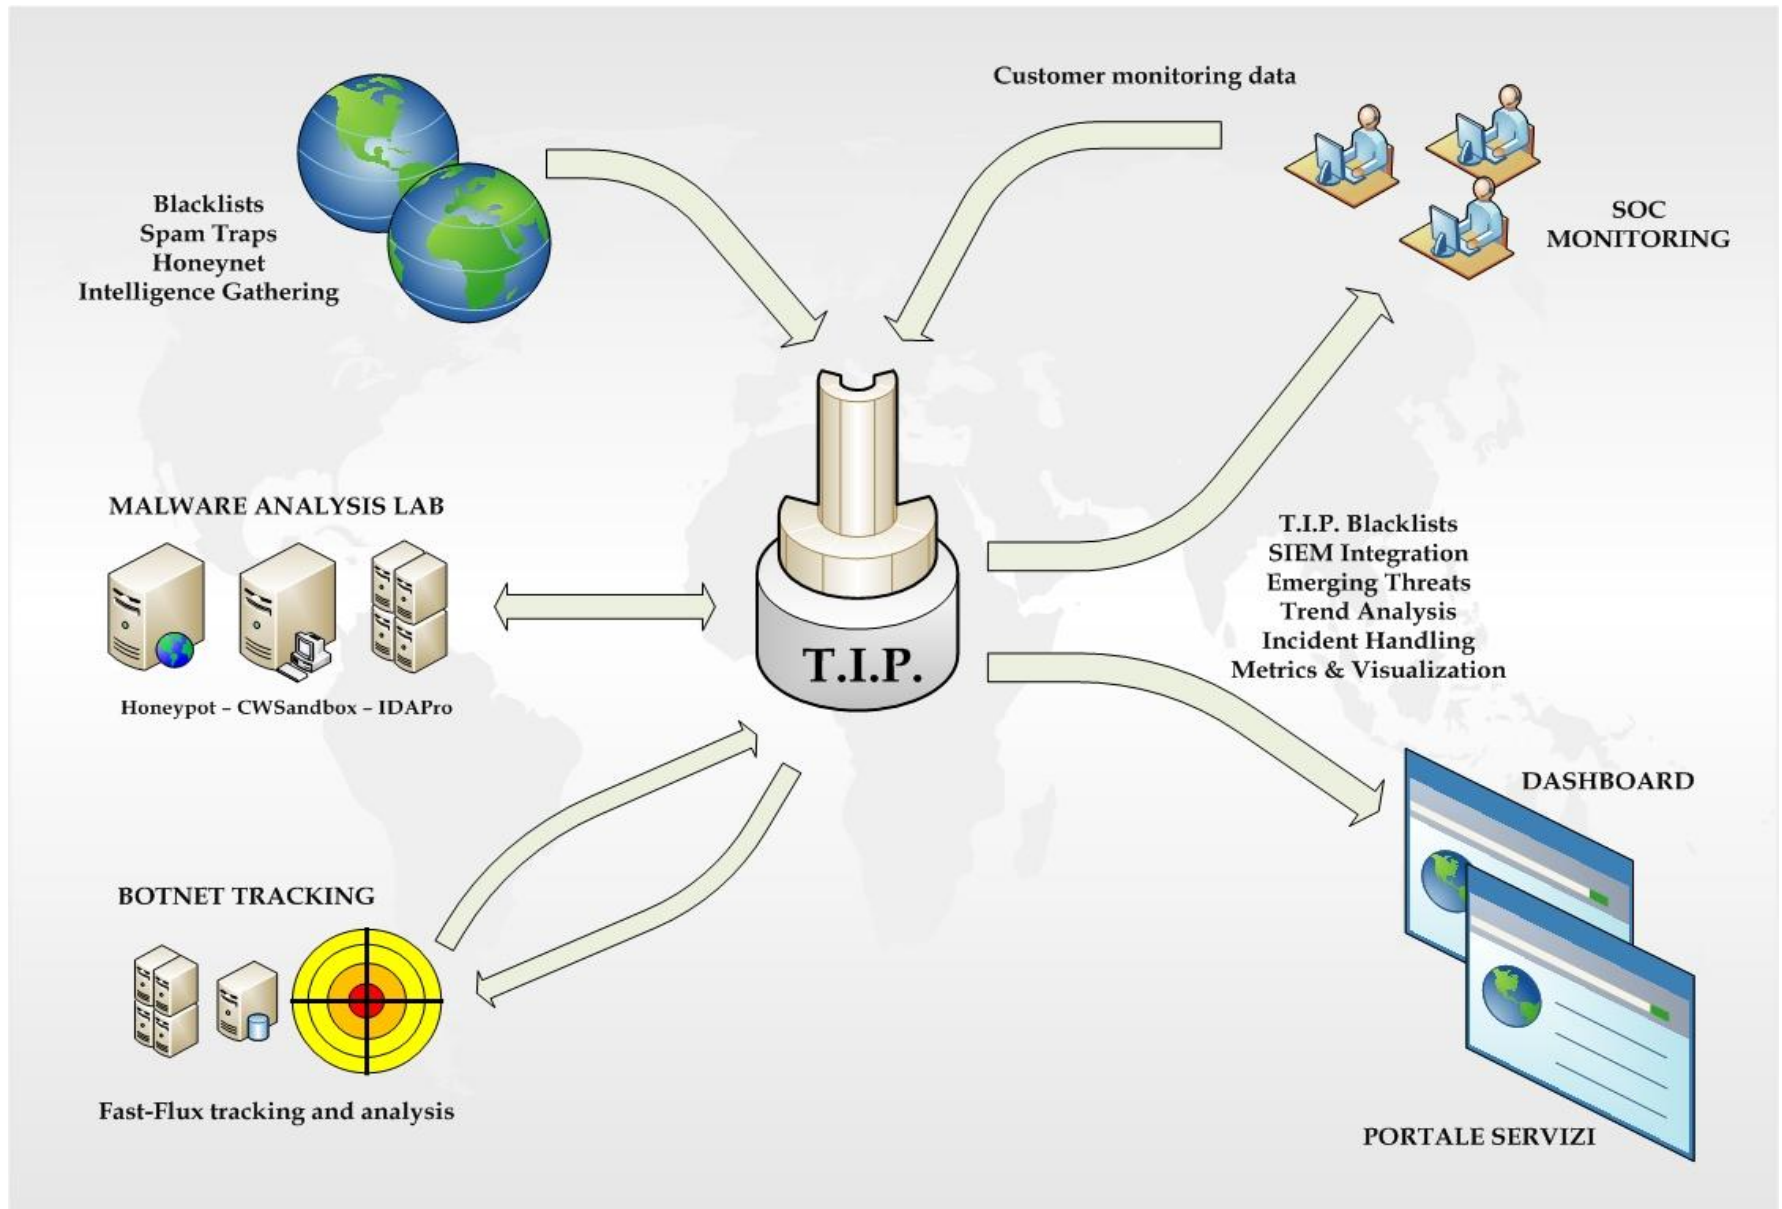 Customer monitoring data
Blacklists
Spam Traps
Honeynet
Intelligence Gathering
SOC
MONITORING
MALWARE ANALYSIS LAB
Honeypot – CWSandbox – IDAPro
T.I.P.
T.I.P. Blacklists
SIEM Integration
Emerging Threats
Trend Analysis
Incident Handling
Metrics & Visualization
BOTNET TRACKING
Fast-Flux tracking and analysis
DASHBOARD
PORTALE SERVIZI